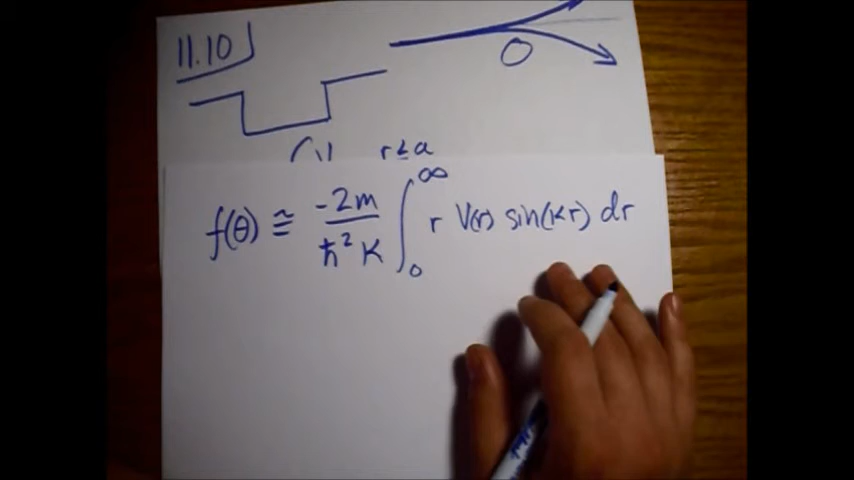 11.10
r≤a
f(θ) ≅ -2m/ħ²K ∫₀^∞ r V(r) sin(Kr) dr